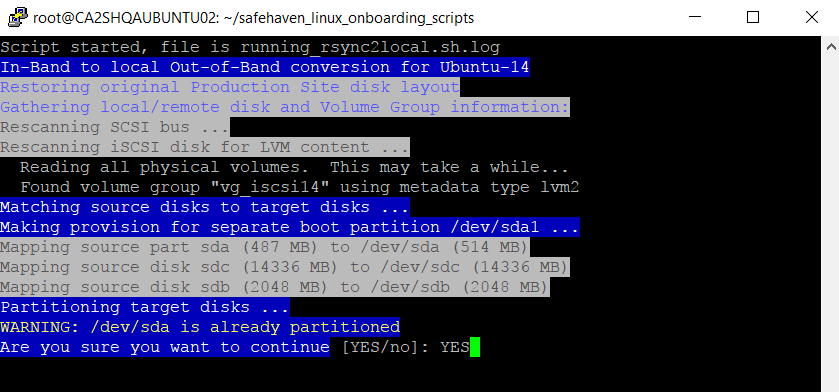 root@CA2SHQAUBUNTU02: ~/safehaven_linux_onboarding_scripts
Script started, file is running_rsync2local.sh.log
In-Band to local Out-of-Band conversion for Ubuntu-14
Restoring original Production Site disk layout
Gathering local/remote disk and Volume Group information:
Rescanning SCSI bus ...
Rescanning iSCSI disk for LVM content ...
Reading all physical volumes.  This may take a while...
Found volume group "vg_iscsi14" using metadata type lvm2
Matching source disks to target disks ...
Making provision for separate boot partition /dev/sda1 ...
Mapping source part sda (487 MB) to /dev/sda (514 MB)
Mapping source disk sdc (14336 MB) to /dev/sdc (14336 MB)
Mapping source disk sdb (2048 MB) to /dev/sdb (2048 MB)
Partitioning target disks ...
WARNING: /dev/sda is already partitioned
Are you sure you want to continue [YES/no]: YES